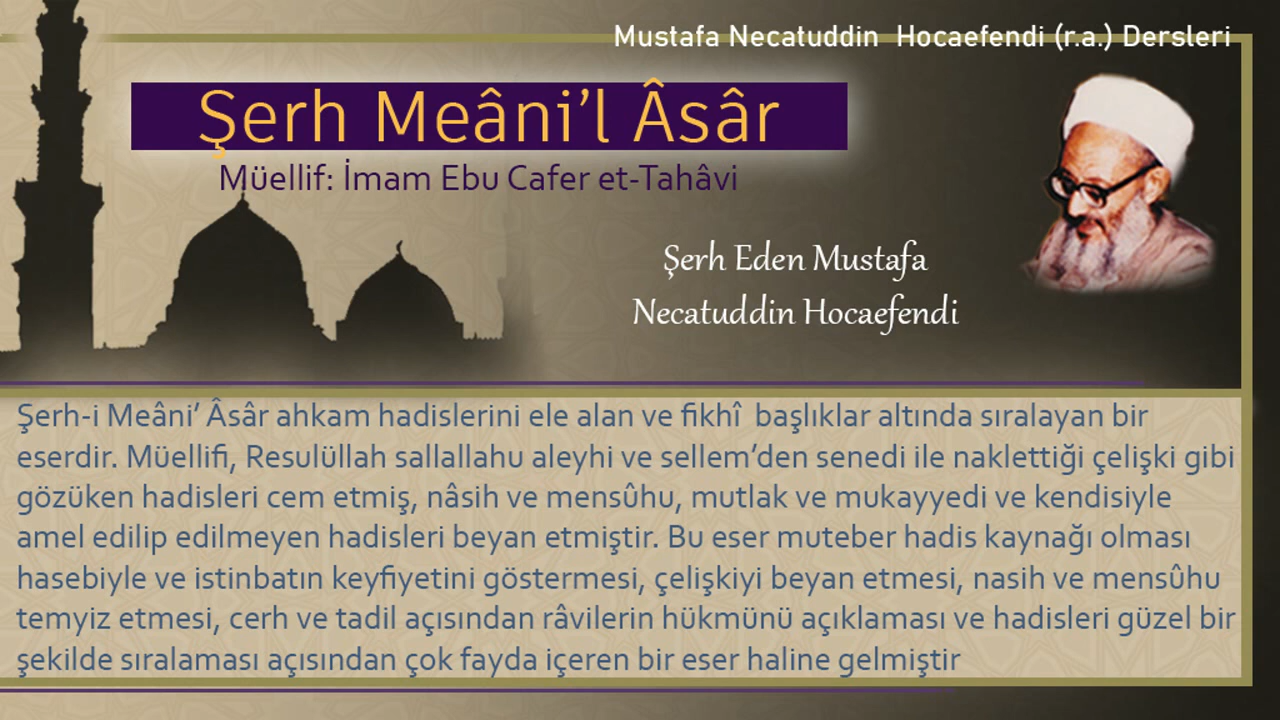 Mustafa Necatuddin Hocaefendi (r.a.) Dersleri
Şerh Meâni’l Âsâr
Müellif: İmam Ebu Cafer et-Tahâvi
Şerh Eden Mustafa
Necatuddin Hocaefendi
Şerh-i Meâni’ Âsâr ahkam hadislerini ele alan ve fikhî başlıklar altında sıralayan bir
eserdir. Müellifi, Resulüllah sallallahu aleyhi ve sellem’den senedi ile naklettiği çelişki gibi
gözüken hadisleri cem etmiş, nâsih ve mensûhu, mutlak ve mukayyedi ve kendisiyle
amel edilip edilmeyen hadisleri beyan etmiştir. Bu eser muteber hadis kaynağı olması
hasebiyle ve istinbatın keyfiyetini göstermesi, çelişkiyi beyan etmesi, nasih ve mensûhu
temyiz etmesi, cerh ve tadil açısından râvilerin hükmünü açıklaması ve hadisleri güzel bir
şekilde sıralaması açısından çok fayda içeren bir eser haline gelmiştir